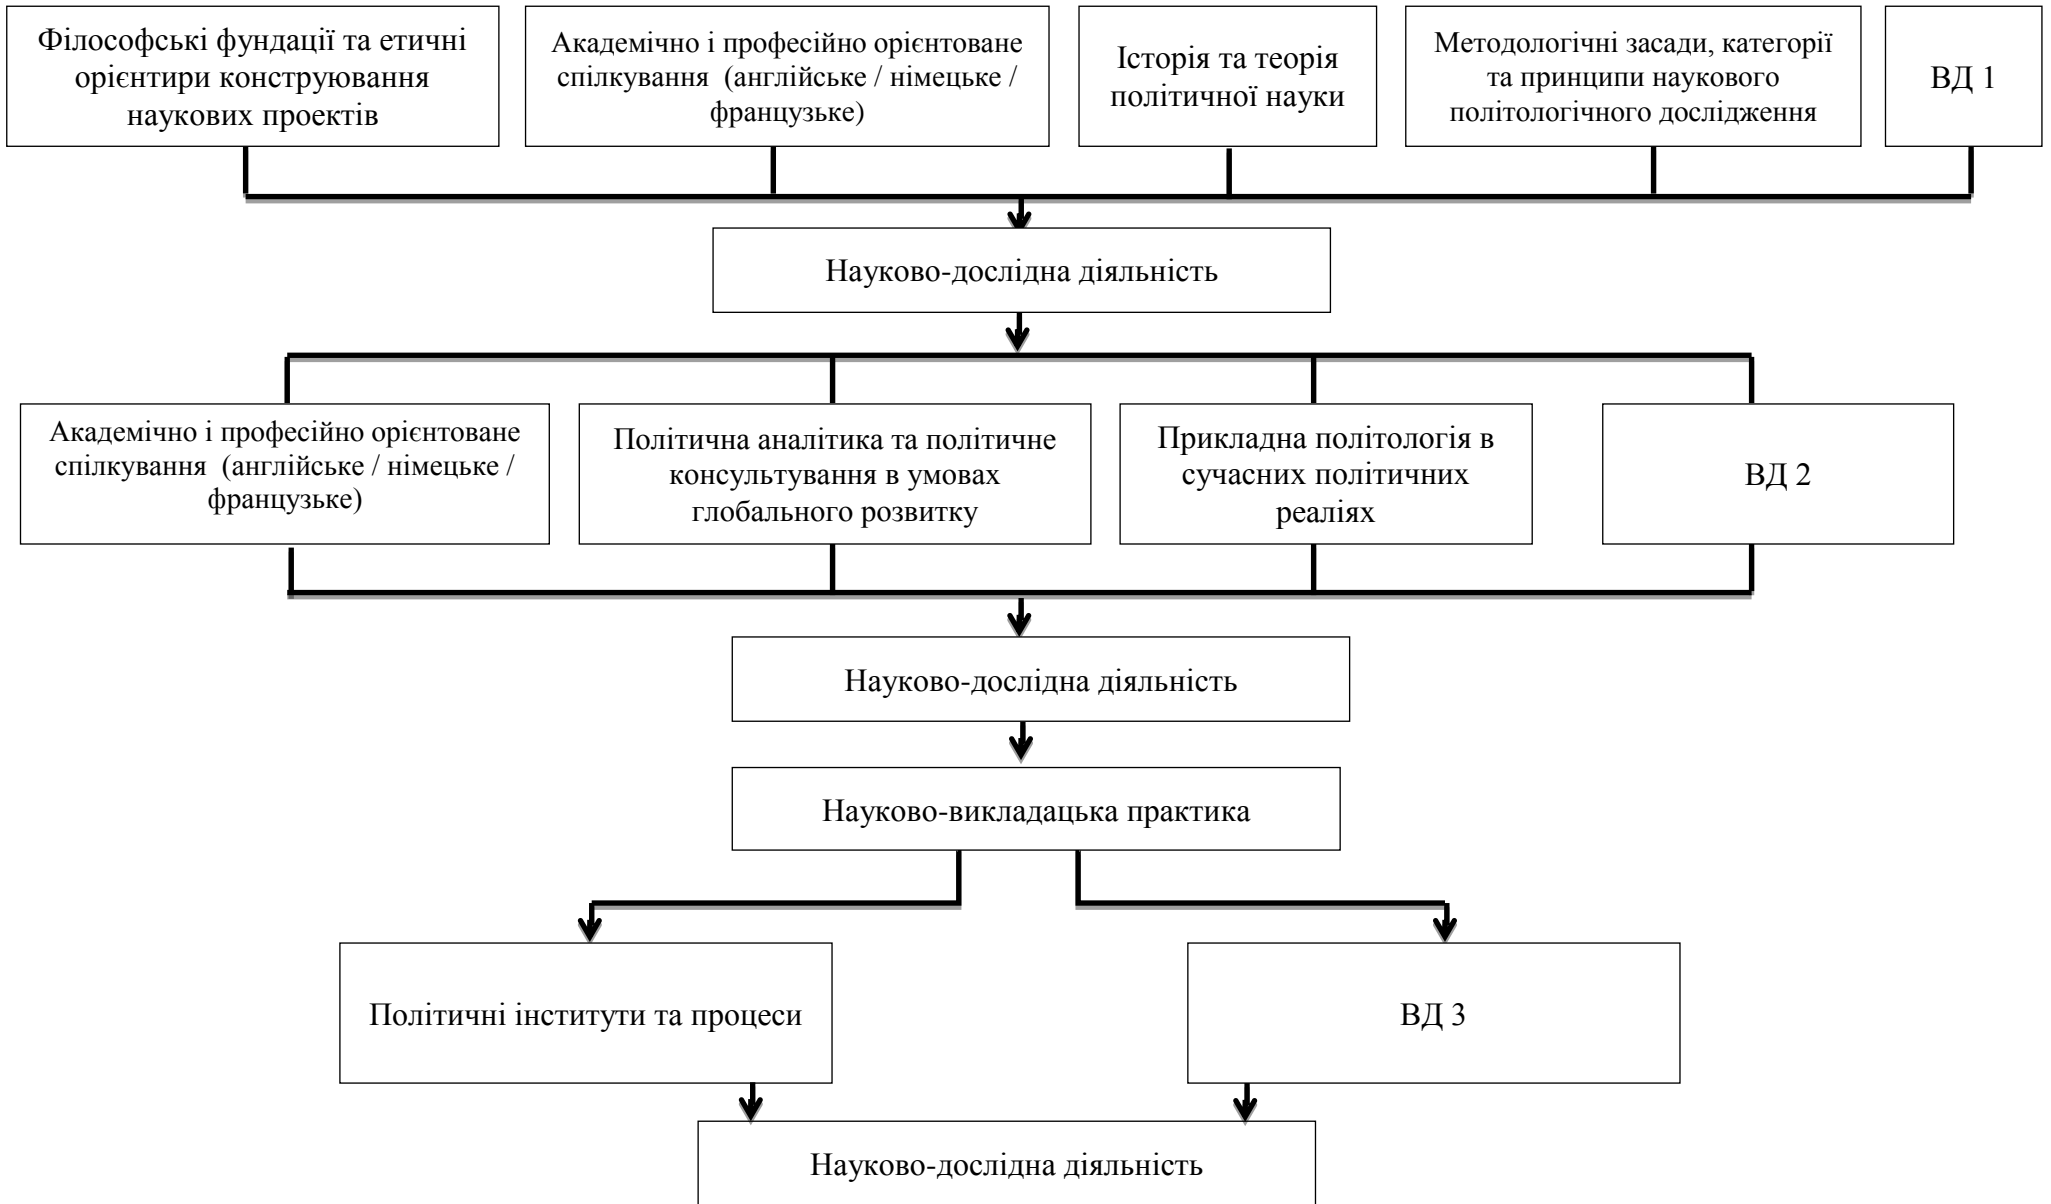 Філософські фундації та етичні
орієнтири конструювання
наукових проектів
Академічно і професійно орієнтоване
спілкування (англійське / німецьке /
французьке)
Історія та теорія
політичної науки
Методологічні засади, категорії
та принципи наукового
політологічного дослідження
ВД 1
Науково-дослідна діяльність
Академічно і професійно орієнтоване
спілкування (англійське / німецьке /
французьке)
Політична аналітика та політичне
консультування в умовах
глобального розвитку
Прикладна політологія в
сучасних політичних
реаліях
ВД 2
Науково-дослідна діяльність
Науково-викладацька практика
Політичні інститути та процеси
ВД 3
Науково-дослідна діяльність